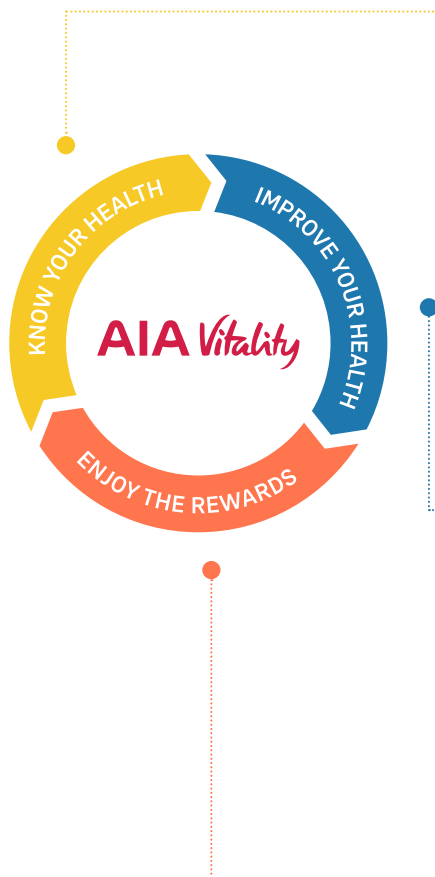 KNOW YOUR HEALTH
IMPROVE YOUR HEALTH
AIA Vitality
ENJOY THE REWARDS